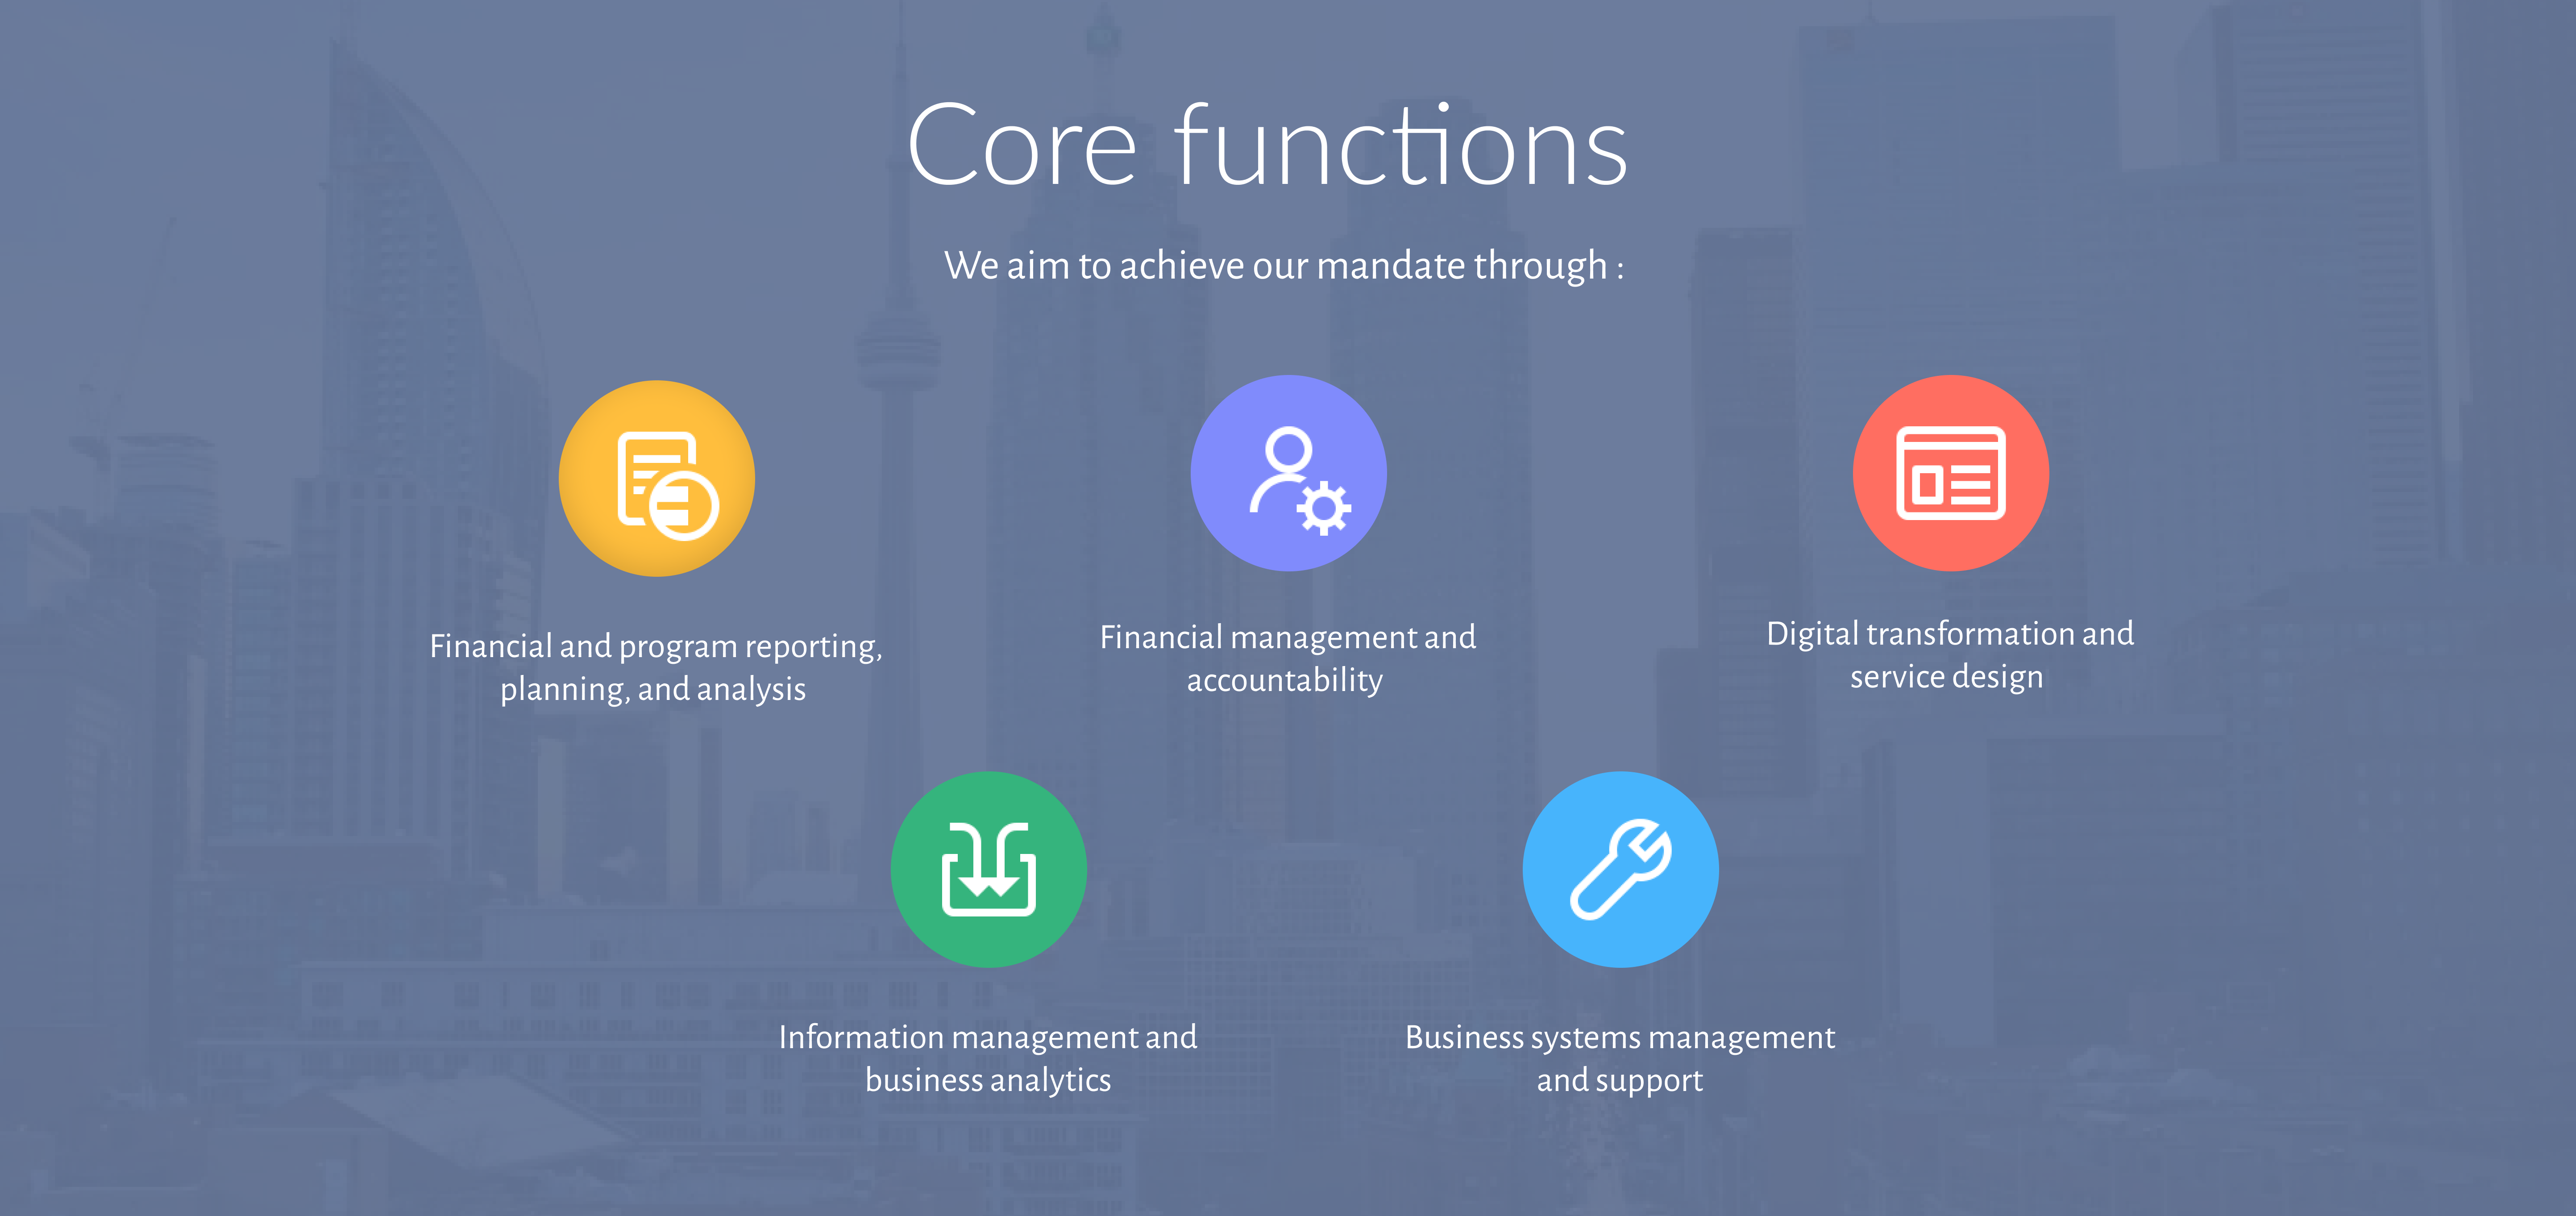 Core functions
We aim to achieve our mandate through :
Financial and program reporting,
planning, and analysis
Financial management and
accountability
Digital transformation and
service design
Information management and
business analytics
Business systems management
and support